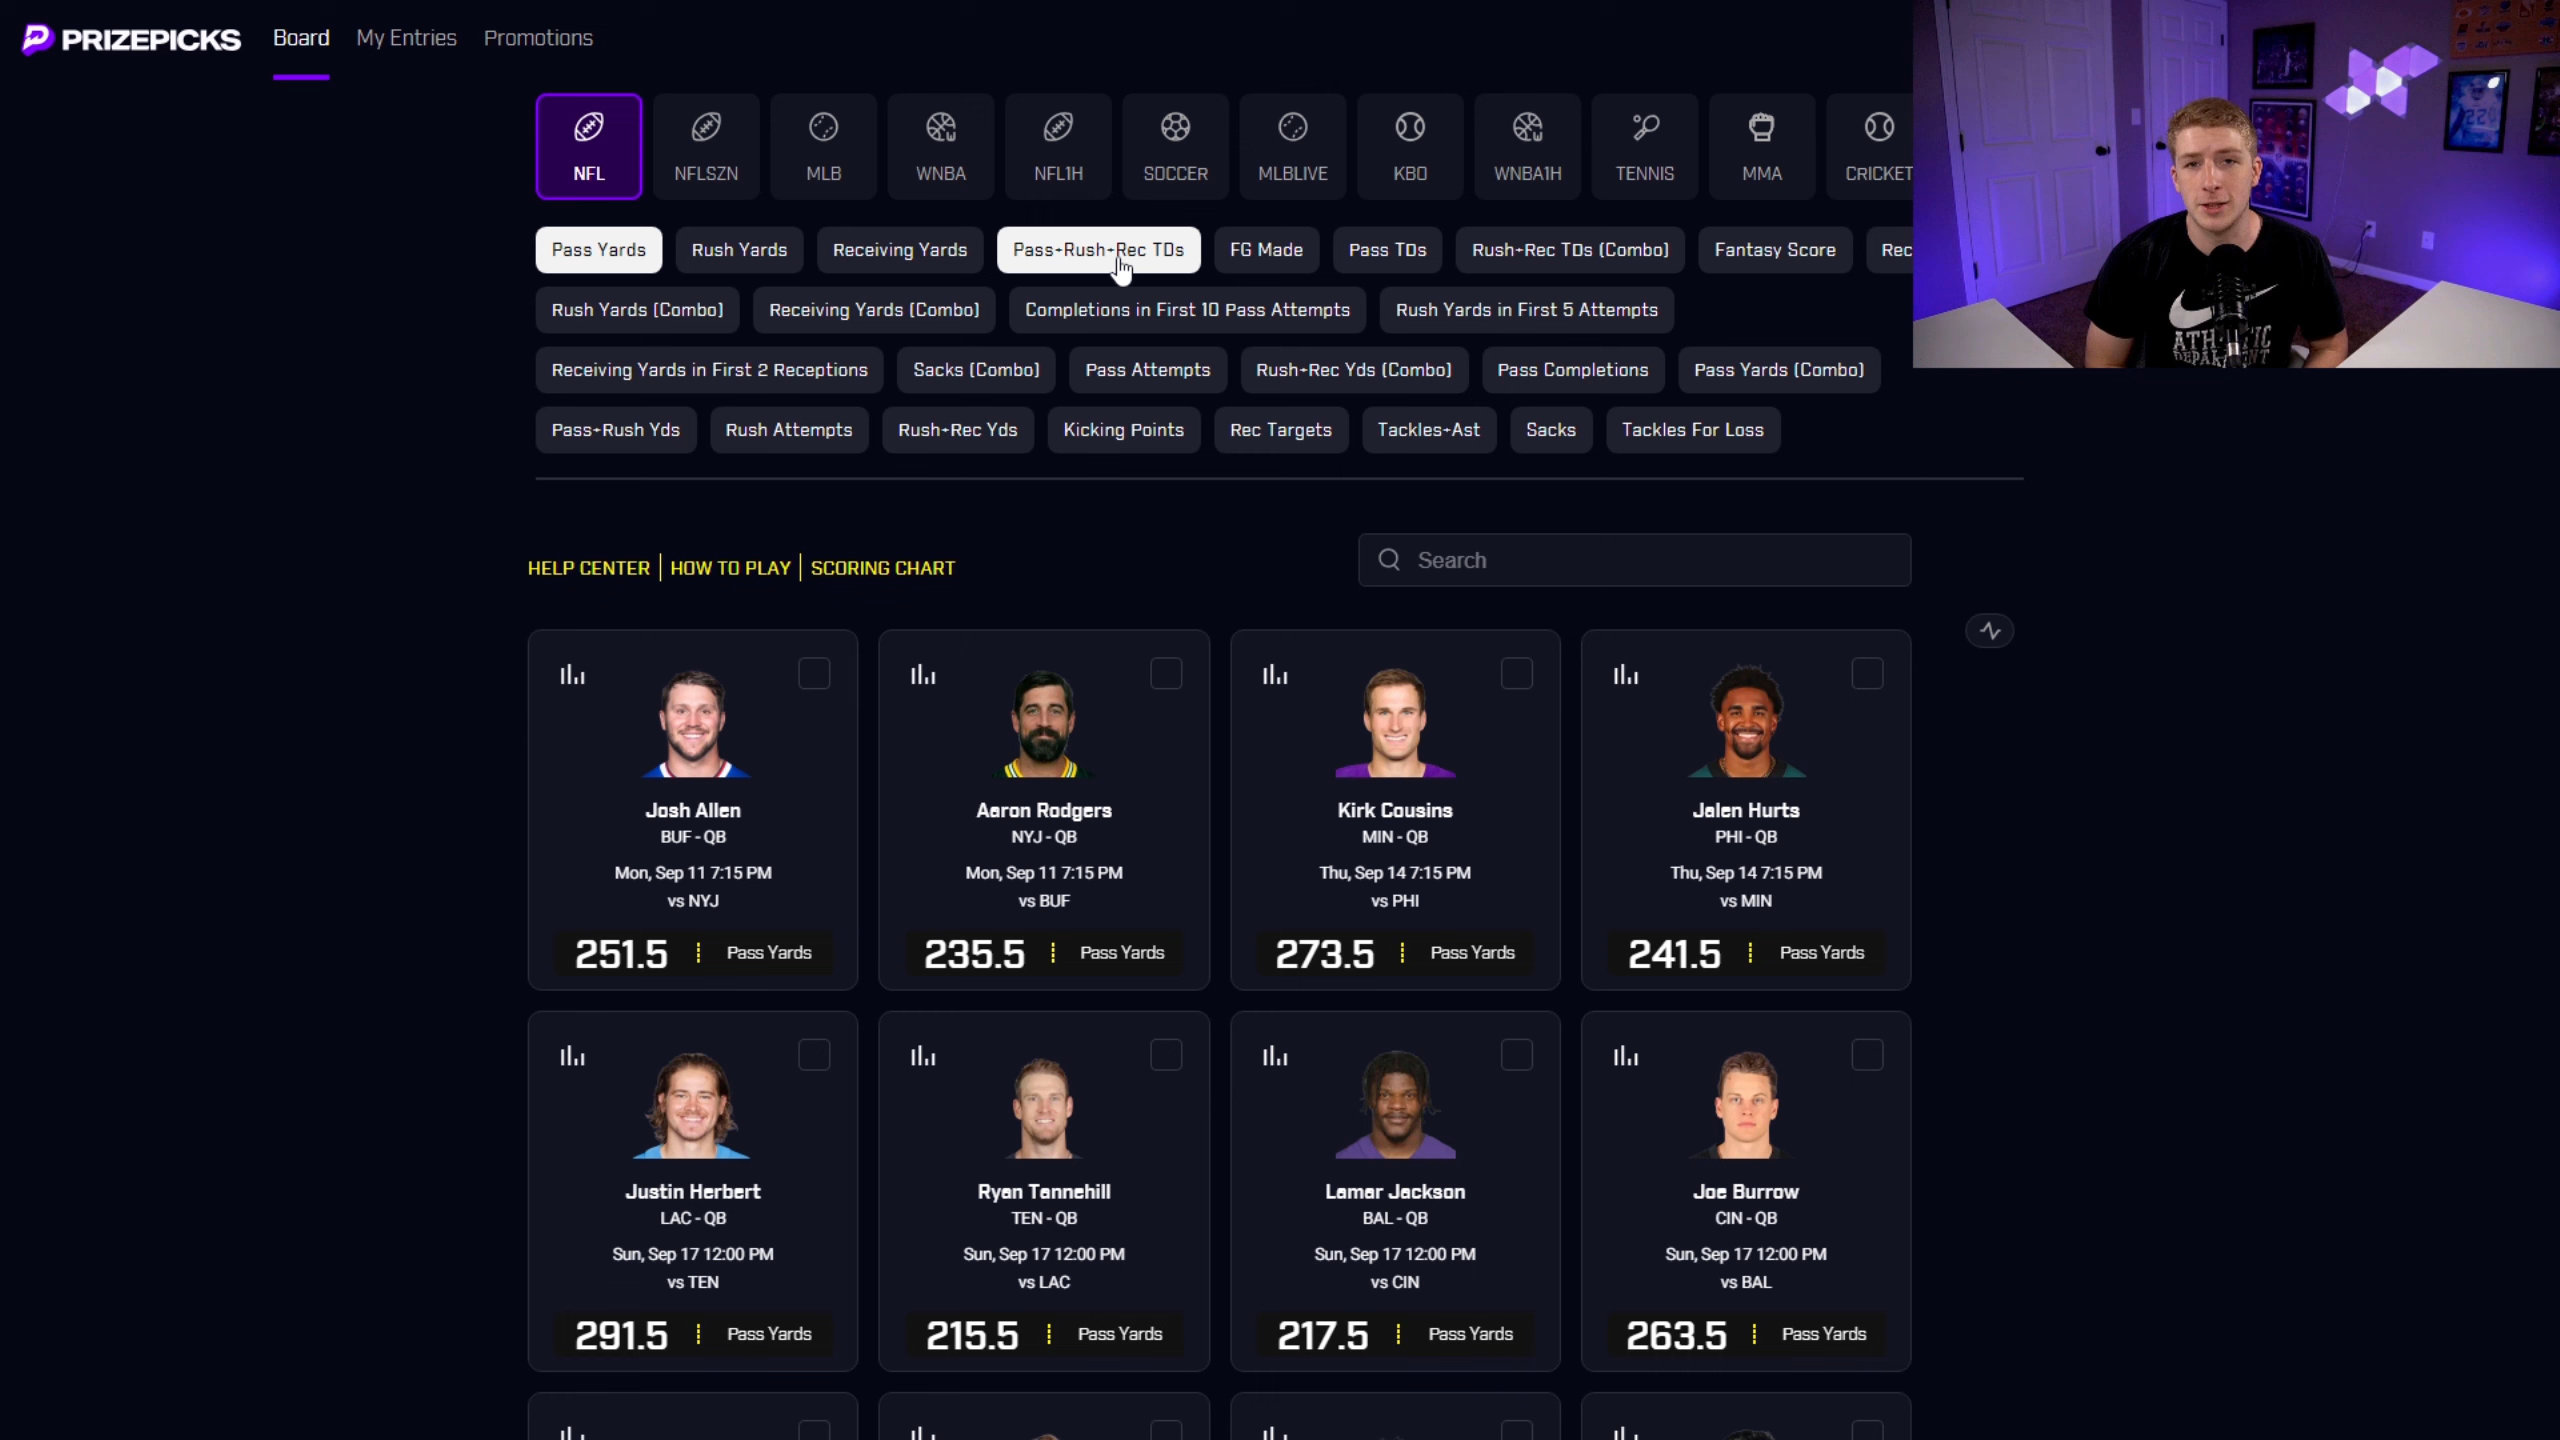 PRIZEPICKS
Board My Entries Promotions
NFL NFLSZN MLB WNBA NFL1H SOCCER MLBLIVE KBO WNBA1H TENNIS MMA CRICKET
Pass Yards Rush Yards Receiving Yards Pass+Rush+Rec TDs FG Made Pass TDs Rush+Rec TDs (Combo) Fantasy Score Rec
Rush Yards (Combo) Receiving Yards (Combo) Completions in First 10 Pass Attempts Rush Yards in First 5 Attempts
Receiving Yards in First 2 Receptions Sacks (Combo) Pass Attempts Rush+Rec Yds (Combo) Pass Completions Pass Yards (Combo)
Pass+Rush Yds Rush Attempts Rush+Rec Yds Kicking Points Rec Targets Tackles+Ast Sacks Tackles For Loss
HELP CENTER HOW TO PLAY SCORING CHART
Search
Josh Allen
BUF - QB
Mon, Sep 11 7:15 PM
vs NYJ
251.5 Pass Yards
Aaron Rodgers
NYJ - QB
Mon, Sep 11 7:15 PM
vs BUF
235.5 Pass Yards
Kirk Cousins
MIN - QB
Thu, Sep 14 7:15 PM
vs PHI
273.5 Pass Yards
Jalen Hurts
PHI - QB
Thu, Sep 14 7:15 PM
vs MIN
241.5 Pass Yards
Justin Herbert
LAC - QB
Sun, Sep 17 12:00 PM
vs TEN
291.5 Pass Yards
Ryan Tannehill
TEN - QB
Sun, Sep 17 12:00 PM
vs LAC
215.5 Pass Yards
Lamar Jackson
BAL - QB
Sun, Sep 17 12:00 PM
vs CIN
217.5 Pass Yards
Joe Burrow
CIN - QB
Sun, Sep 17 12:00 PM
vs BAL
263.5 Pass Yards
ATHLETIC